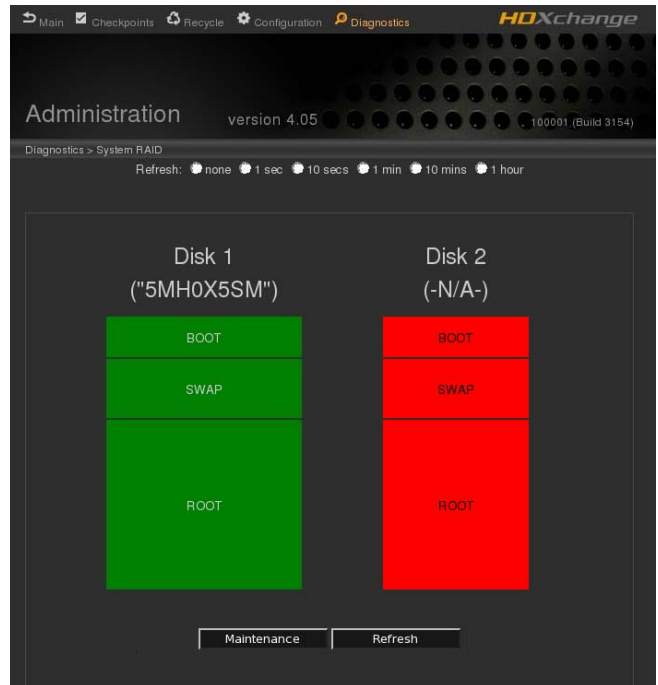 Main Checkpoints Recycle Configuration Diagnostics HDXchange
Administration version 4.05 100001 (Build 3154)
Diagnostics > System RAID
Refresh: none 1 sec 10 secs 1 min 10 mins 1 hour
Disk 1 Disk 2
("5MH0X5SM") (-N/A-)
BOOT BOOT
SWAP SWAP
ROOT ROOT
Maintenance Refresh